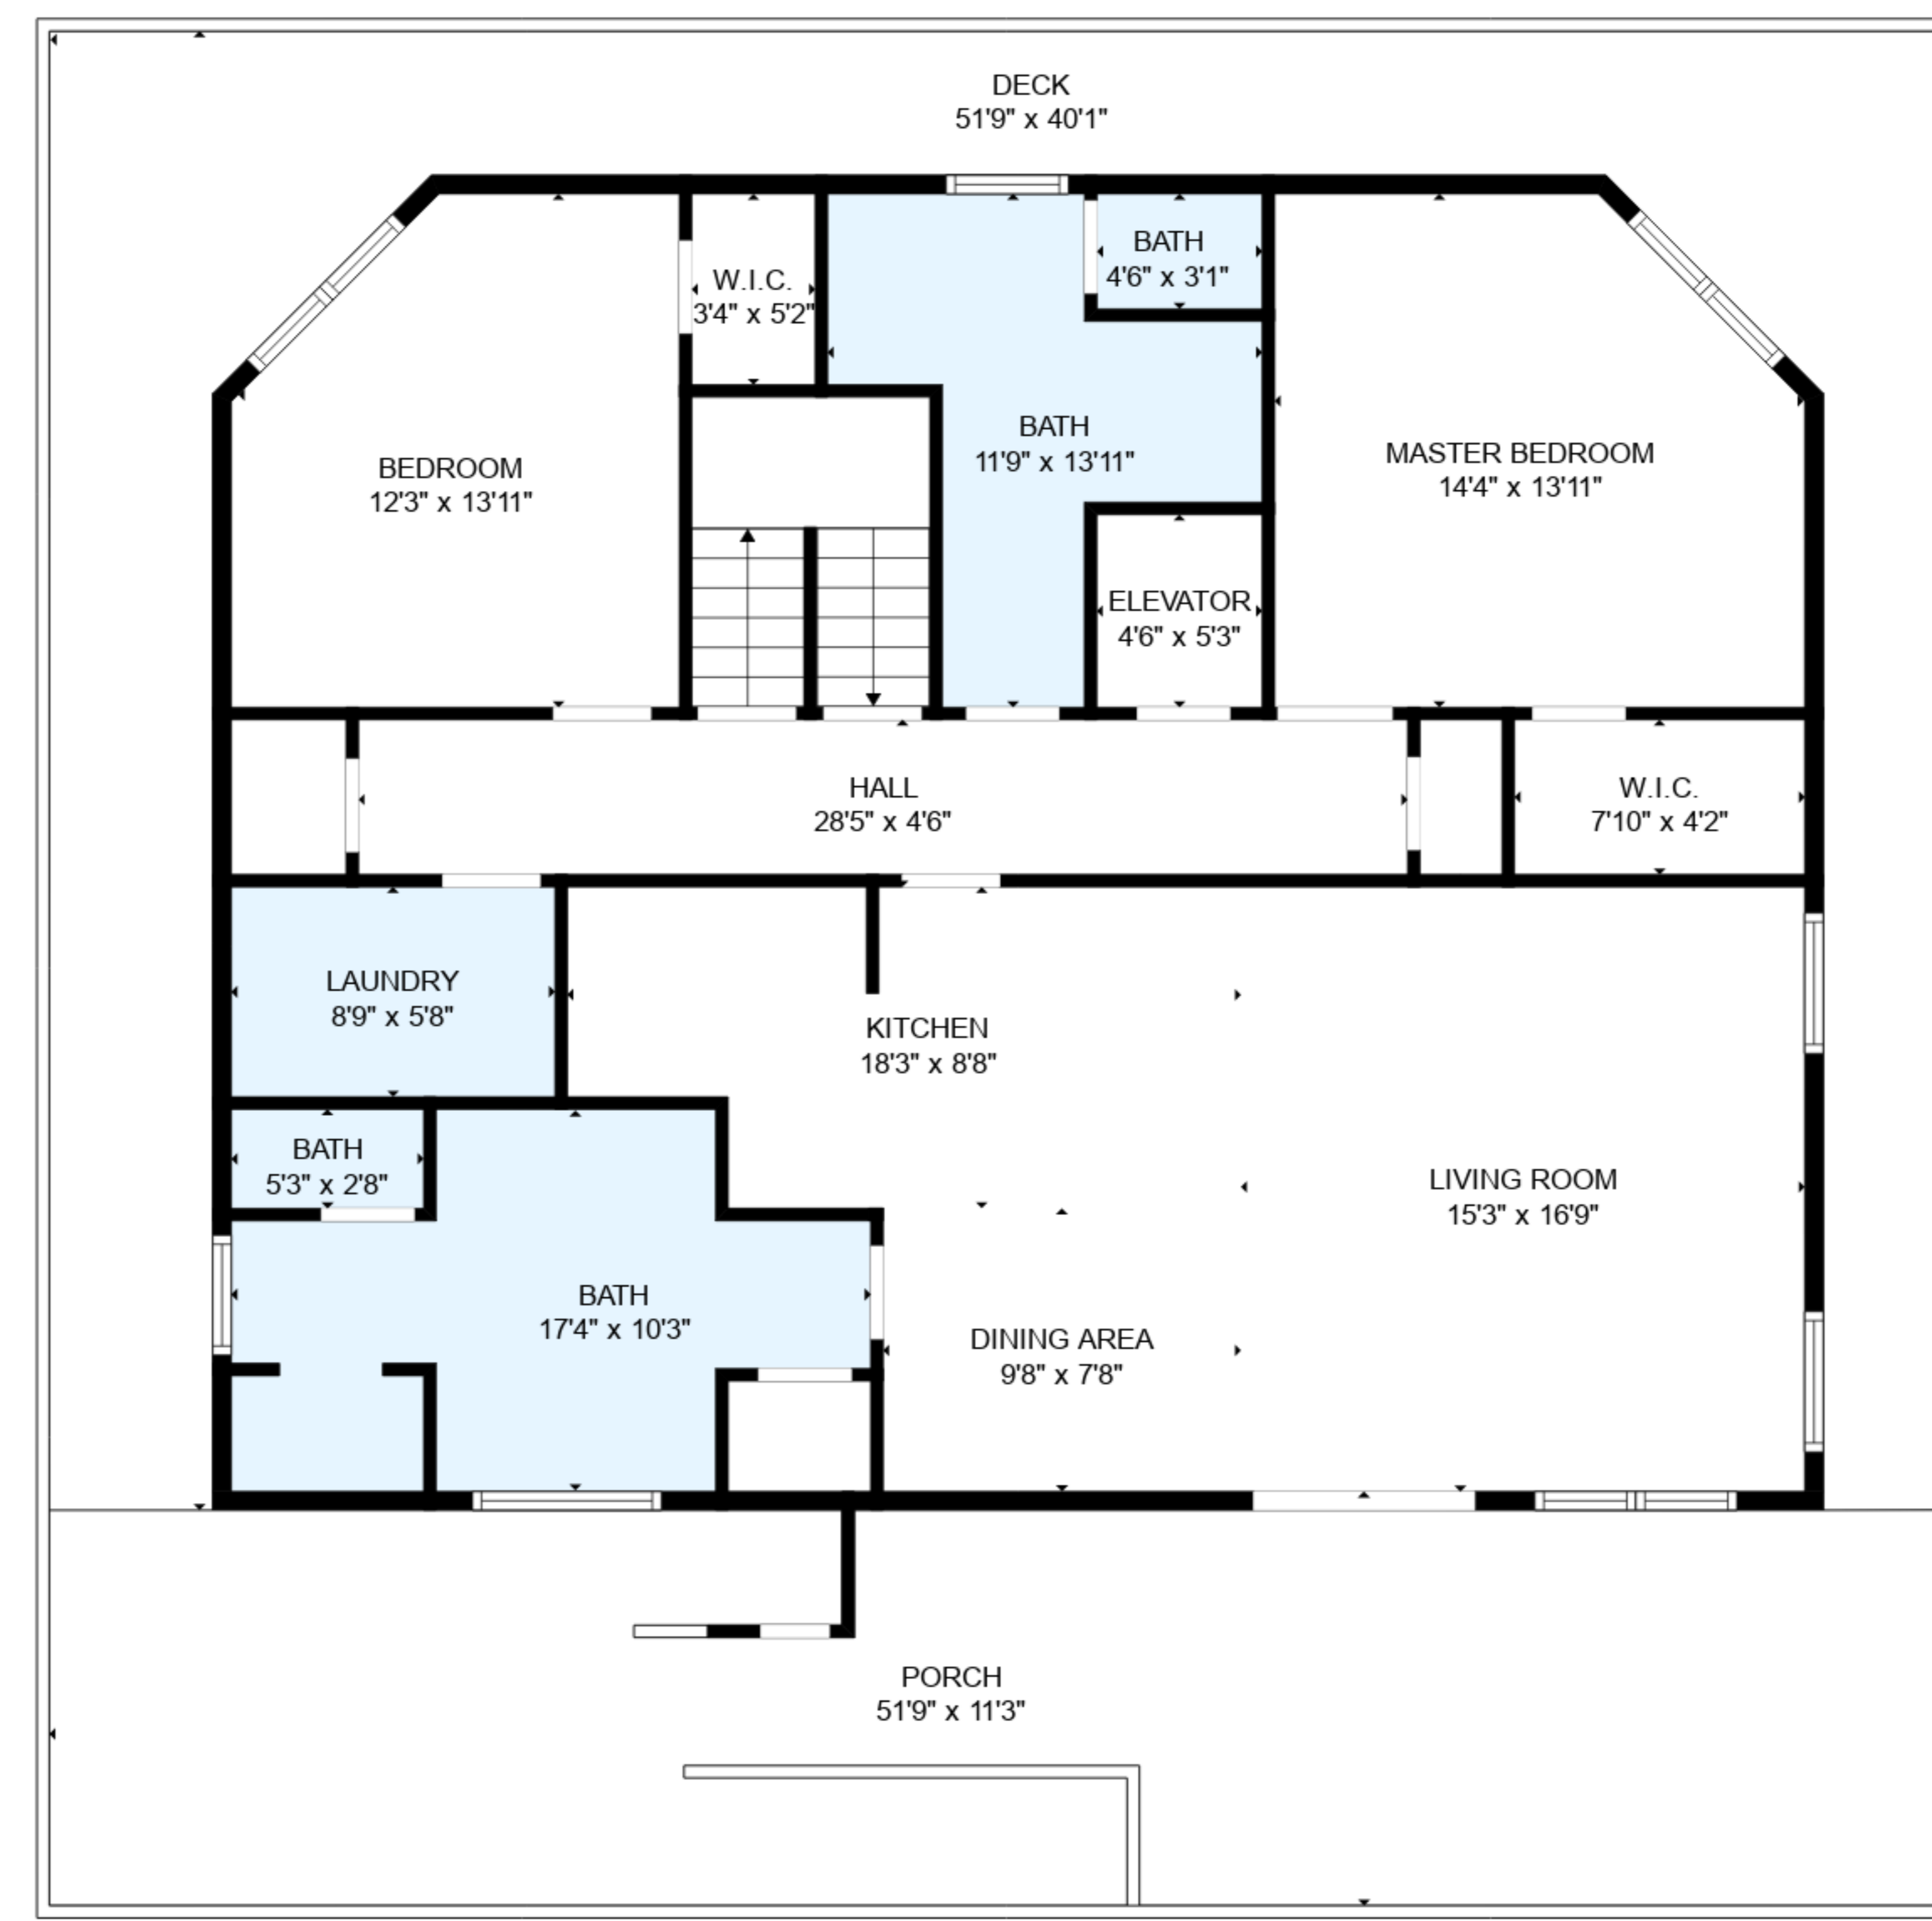 DECK
51'9" x 40'1"
BATH
4'6" x 3'1"
W.I.C.
3'4" x 5'2"
BATH
11'9" x 13'11"
MASTER BEDROOM
14'4" x 13'11"
BEDROOM
12'3" x 13'11"
ELEVATOR
4'6" x 5'3"
HALL
28'5" x 4'6"
W.I.C.
7'10" x 4'2"
LAUNDRY
8'9" x 5'8"
KITCHEN
18'3" x 8'8"
BATH
5'3" x 2'8"
LIVING ROOM
15'3" x 16'9"
BATH
17'4" x 10'3"
DINING AREA
9'8" x 7'8"
PORCH
51'9" x 11'3"